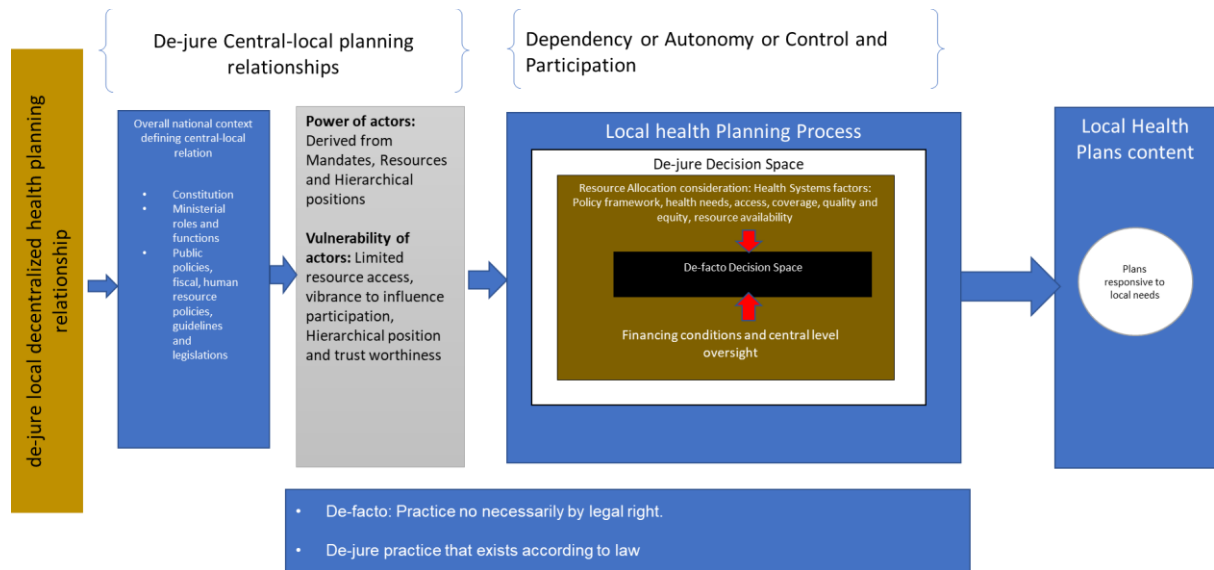 de-jure local decentralized health planning
relationship
De-jure Central-local planning
relationships
Dependency or Autonomy or Control and
Participation
Overall national context
defining central-local
relation
• Constitution
• Ministerial
roles and
functions
• Public
policies,
fiscal, human
resource
policies,
guidelines
and
legislations
Power of actors:
Derived from
Mandates, Resources
and Hierarchical
positions
Vulnerability of
actors: Limited
resource access,
vibrance to influence
participation,
Hierarchical position
and trust worthiness
Local health Planning Process
De-jure Decision Space
Resource Allocation consideration: Health Systems factors:
Policy framework, health needs, access, coverage, quality and
equity, resource availability
De-facto Decision Space
Financing conditions and central level
oversight
Local Health
Plans content
Plans
responsive to
local needs
• De-facto: Practice no necessarily by legal right.
• De-jure practice that exists according to law